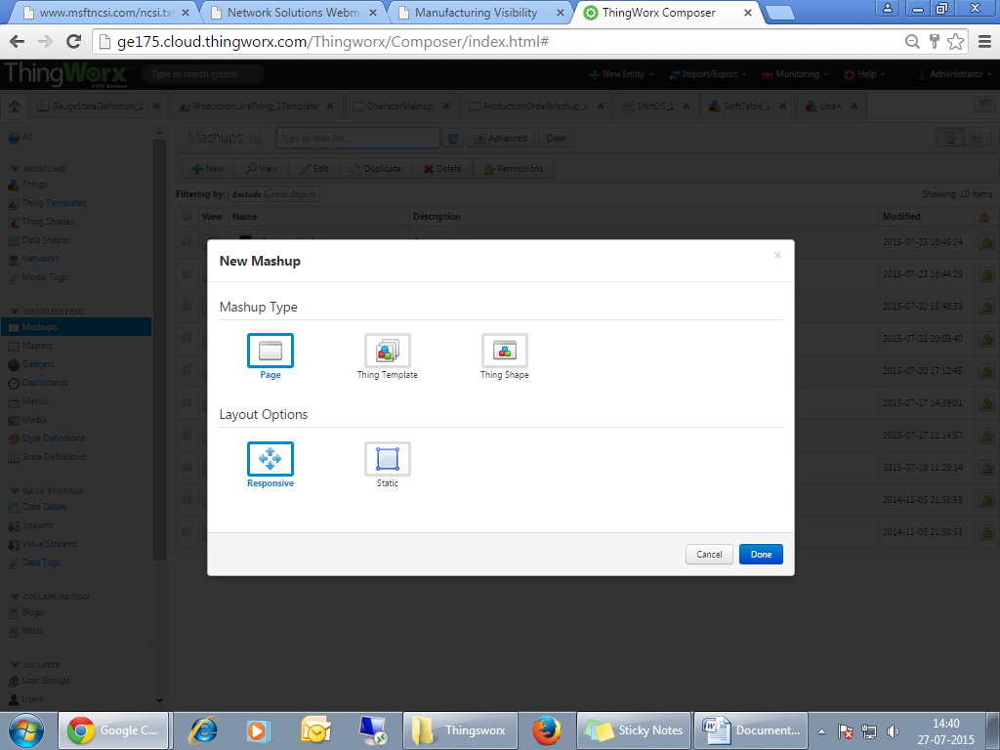 www.msftncsi.com/ncsi.txt
Network Solutions Webm
Manufacturing Visibility
ThingWorx Composer
ge175.cloud.thingworx.com/Thingworx/Composer/index.html#
ThingWorx
A PTC Business
Type to search system
New Entity
Import/Export
Monitoring
Help
Administrator
GaugeStateDefinition_1
ProductionLineThing_1Template
OperatorMashup
ProductionOrderMashup_1
ShiftDS_1
ShiftTable_1
LineA
All
MODELING
Things
Thing Templates
Thing Shapes
Data Shapes
Networks
Model Tags
VISUALIZATION
Mashups
Masters
Gadgets
Dashboards
Menus
Media
Style Definitions
State Definitions
DATA STORAGE
Data Tables
Streams
Value Streams
Data Tags
COLLABORATION
Blogs
Wikis
SECURITY
User Groups
Users
Mashups
Type to filter list...
Advanced
Clear
New
View
Edit
Duplicate
Delete
Permissions
Filtering by: Exclude System Objects
Showing: 10 items
View Name Description Modified
2015-07-23 16:45:24
2015-07-23 16:44:29
2015-07-22 15:46:35
2015-07-21 20:03:40
2015-07-20 17:12:45
2015-07-17 14:39:01
2015-07-17 11:14:37
2015-07-16 11:29:14
2014-11-05 21:58:53
2014-11-05 21:58:53
New Mashup
Mashup Type
Page
Thing Template
Thing Shape
Layout Options
Responsive
Static
Cancel
Done
Google C...
Thingsworx
Sticky Notes
Document...
14:40
27-07-2015